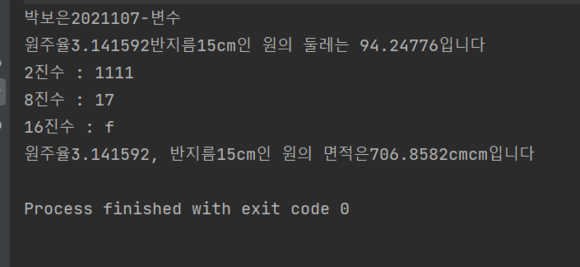 박보은2021107-변수
원주율3.141592반지름15cm인 원의 둘레는 94.24776입니다
2진수 : 1111
8진수 : 17
16진수 : f
원주율3.141592, 반지름15cm인 원의 면적은706.8582cmcm입니다
Process finished with exit code 0